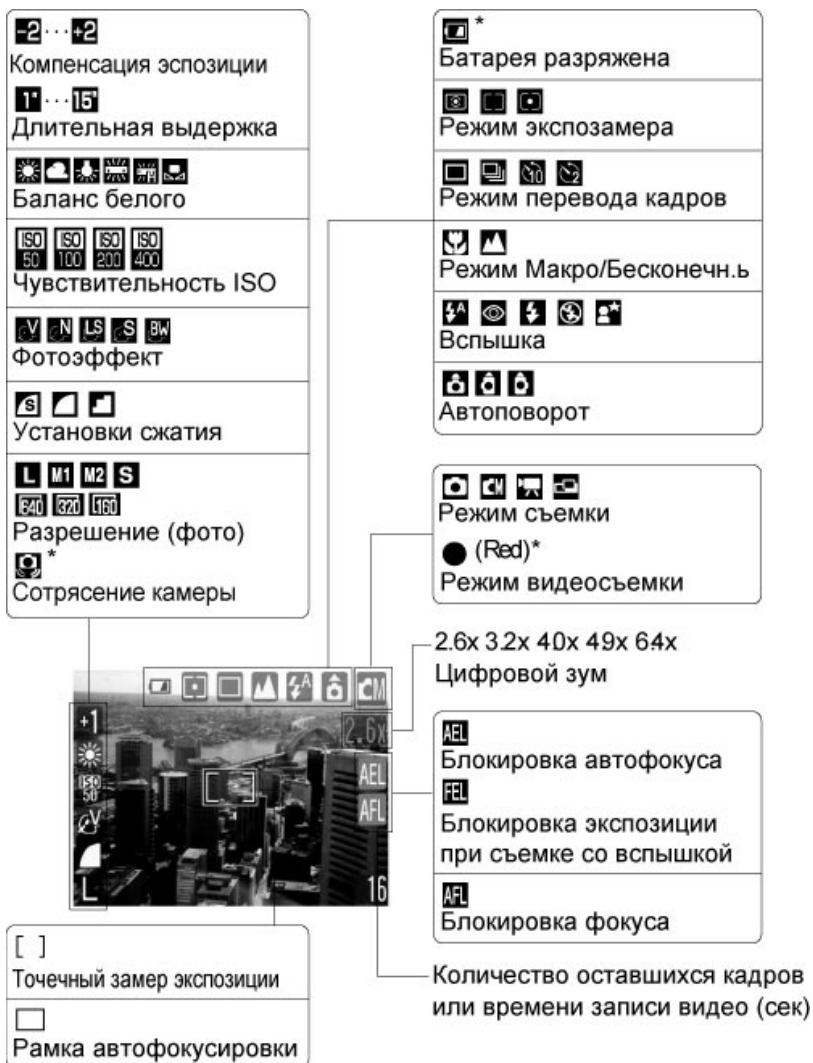 -2···+2
Компенсация эспозиции
1"···15"
Длительная выдержка
Баланс белого
ISO 50 ISO 100 ISO 200 ISO 400
Чувствительность ISO
V N LS S BW
Фотоэффект
S
Установки сжатия
L M1 M2 S
640 320 160
Разрешение (фото)
*
Сотрясение камеры
*
Батарея разряжена
Режим экспозамера
10 2
Режим перевода кадров
Режим Макро/Бесконечн.ь
A
Вспышка
Автоповорот
M
Режим съемки
(Red)*
Режим видеосъемки
2.6x 3.2x 4.0x 4.9x 6.4x
Цифровой зум
AEL
Блокировка автофокуса
FEL
Блокировка экспозиции
при съемке со вспышкой
AFL
Блокировка фокуса
Количество оставшихся кадров
или времени записи видео (сек)
A M
+1
2.6x
ISO 50
AEL
V
AFL
L
16
[ ]
Точечный замер экспозиции
Рамка автофокусировки